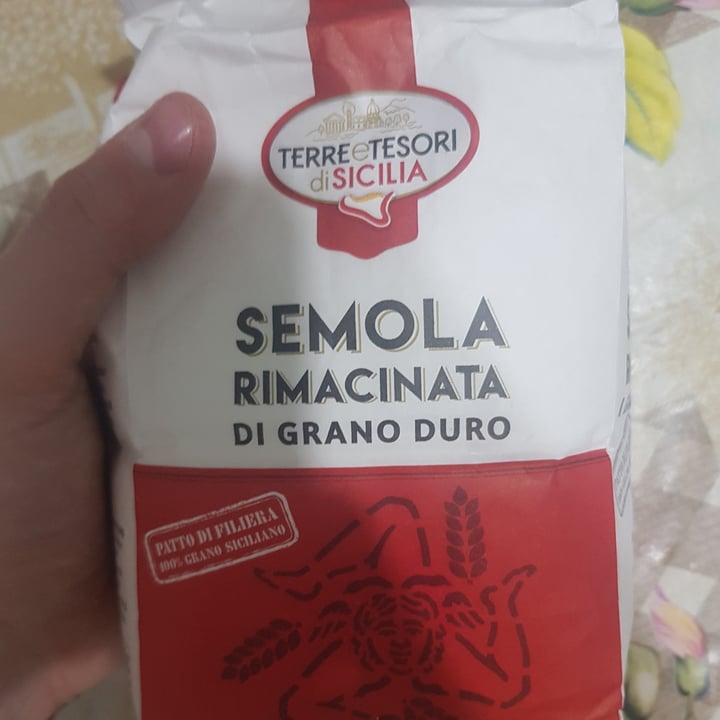 TERRE e TESORI
di SICILIA
SEMOLA
RIMACINATA
DI GRANO DURO
PATTO DI FILIERA
100% GRANO SICILIANO